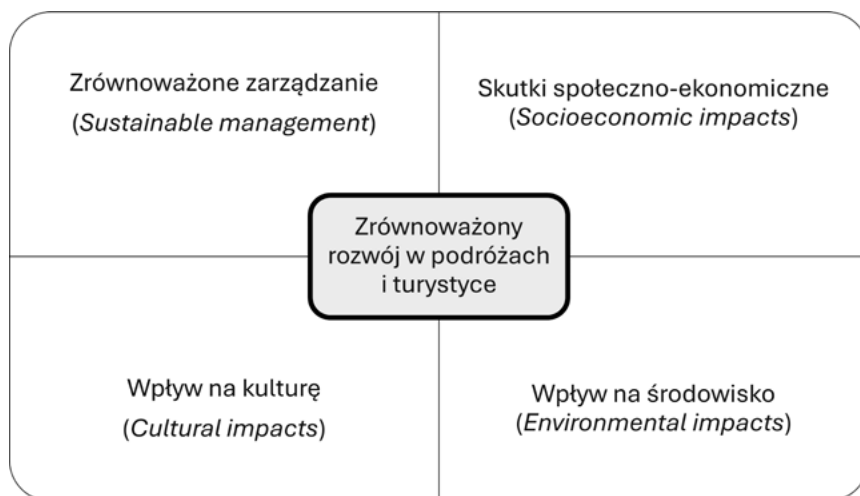 Zrównoważone zarządzanie
(Sustainable management)
Skutki społeczno-ekonomiczne
(Socioeconomic impacts)
Zrównoważony
rozwój w podróżach
i turystyce
Wpływ na kulturę
(Cultural impacts)
Wpływ na środowisko
(Environmental impacts)